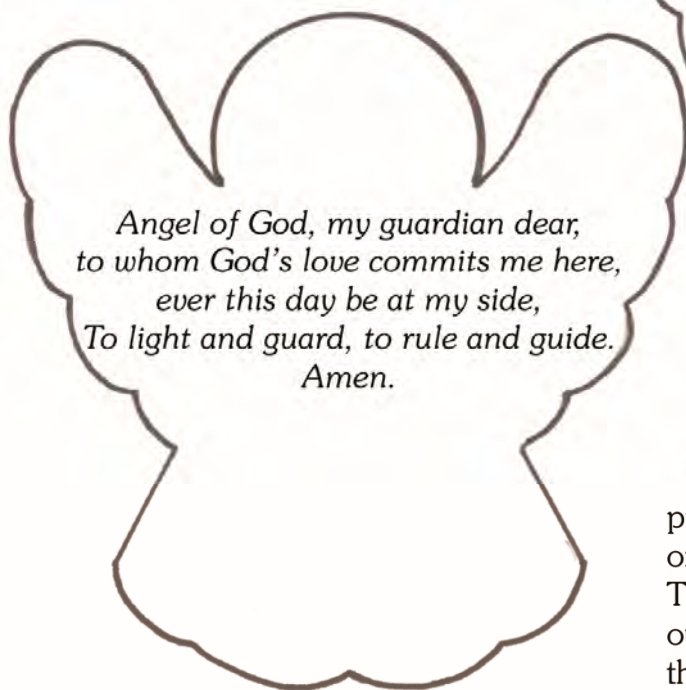 Angel of God, my guardian dear,
to whom God's love commits me here,
ever this day be at my side,
To light and guard, to rule and guide.
Amen.